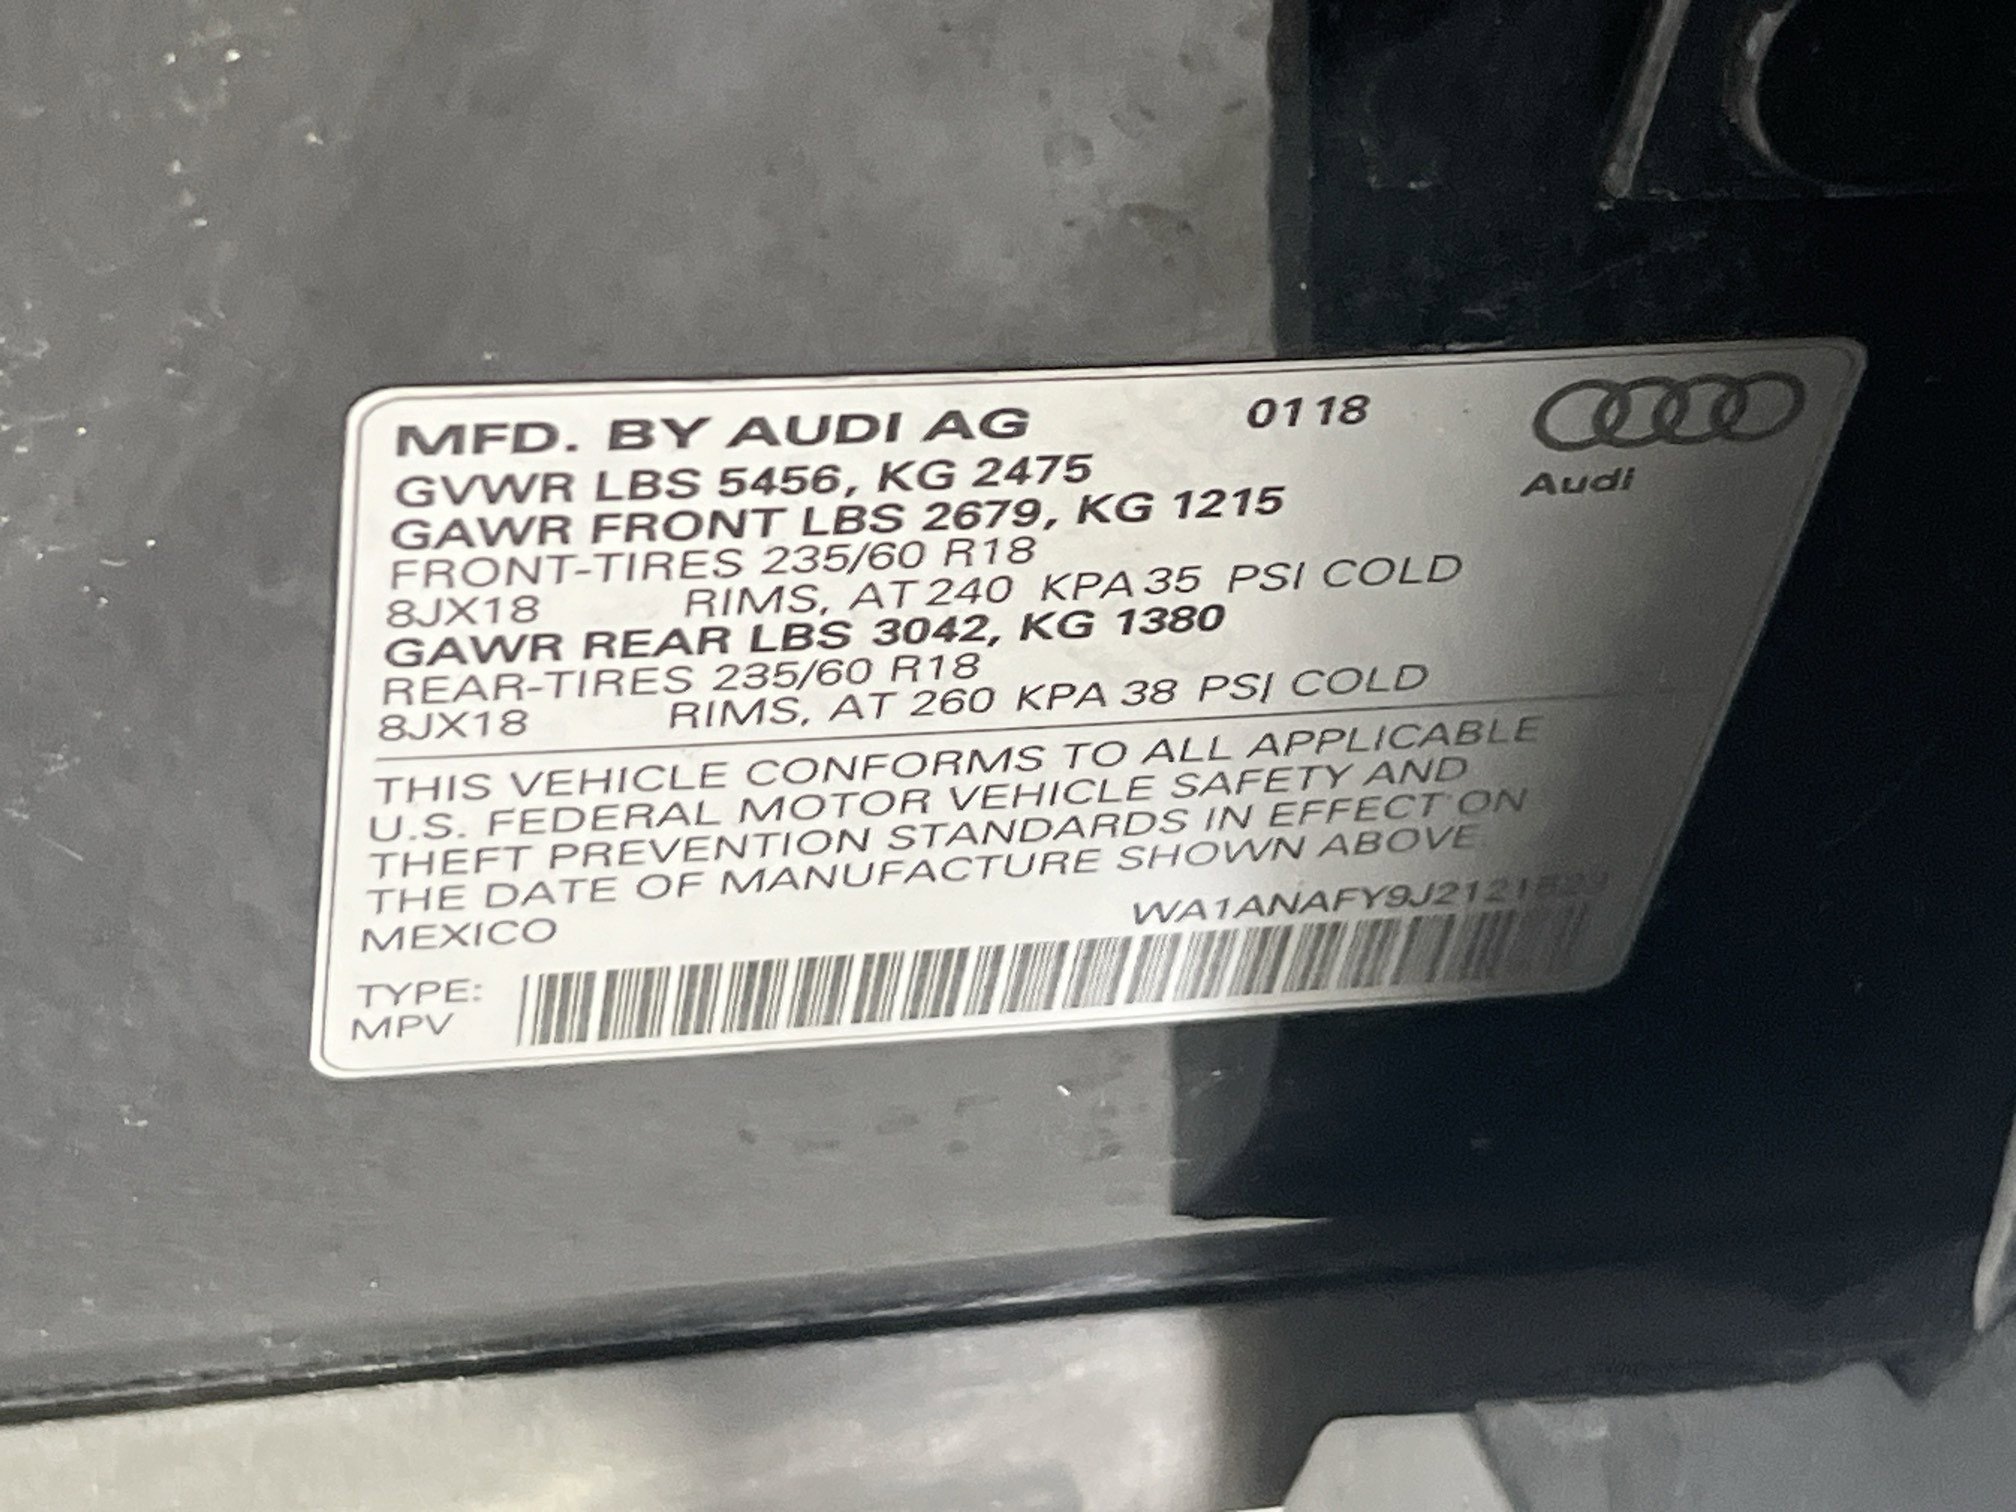 MFD. BY AUDI AG 0118
Audi
GVWR LBS 5456, KG 2475
GAWR FRONT LBS 2679, KG 1215
FRONT-TIRES 235/60 R18
8JX18 RIMS, AT 240 KPA 35 PSI COLD
GAWR REAR LBS 3042, KG 1380
REAR-TIRES 235/60 R18
8JX18 RIMS, AT 260 KPA 38 PSI COLD
THIS VEHICLE CONFORMS TO ALL APPLICABLE
U.S. FEDERAL MOTOR VEHICLE SAFETY AND
THEFT PREVENTION STANDARDS IN EFFECT ON
THE DATE OF MANUFACTURE SHOWN ABOVE
MEXICO
TYPE:
MPV